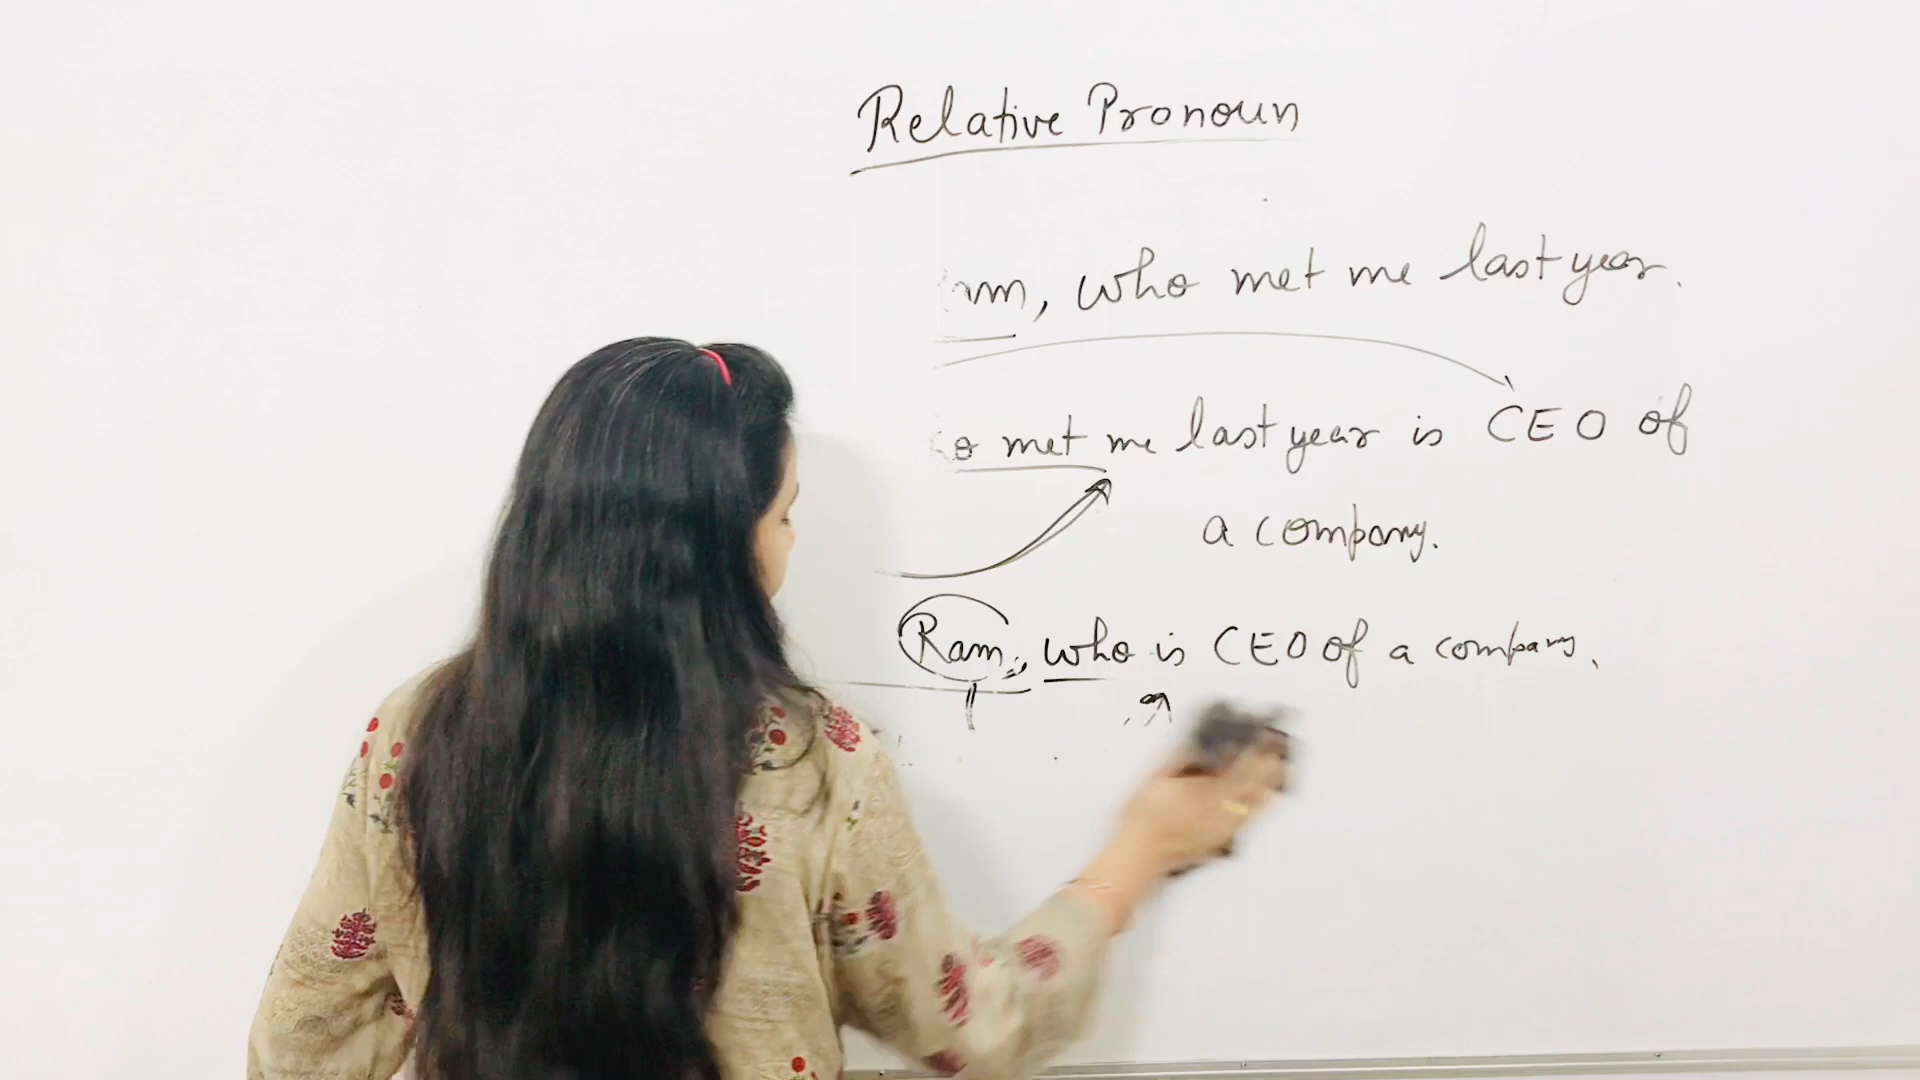 Relative Pronoun
, who met me last year.
met me last year is CEO of
a company.
Ram, who is CEO of a company.